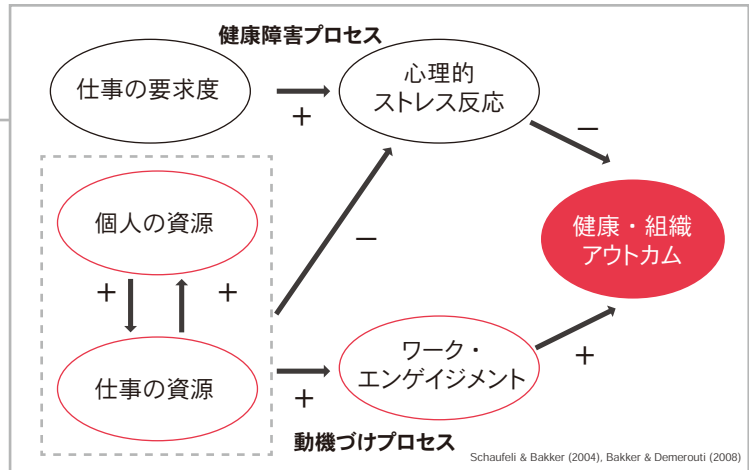 健康障害プロセス
仕事の要求度
+
心理的
ストレス反応
−
個人の資源
−
健康・組織
アウトカム
+
+
仕事の資源
+
ワーク・
エンゲイジメント
+
動機づけプロセス
Schaufeli & Bakker (2004), Bakker & Demerouti (2008)